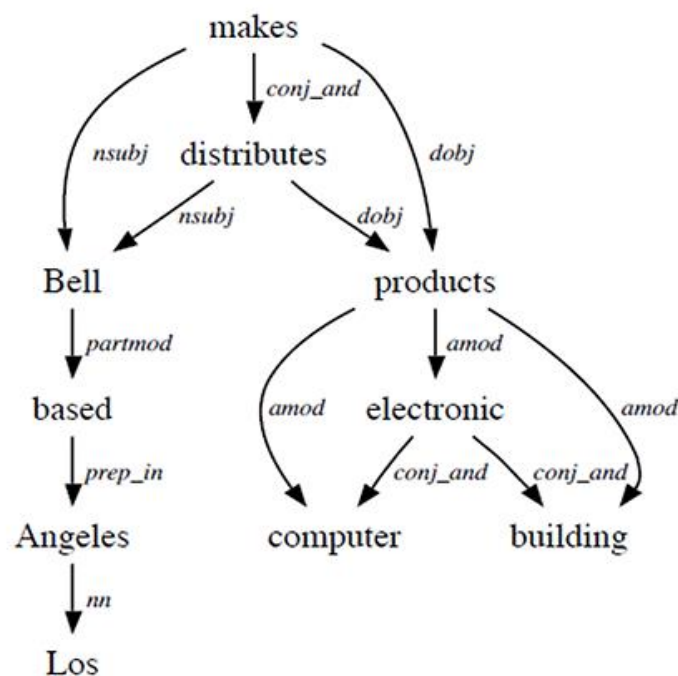 makes
conj_and
nsubj
distributes
dobj
nsubj
dobj
Bell
products
partmod
amod
based
amod
electronic
amod
prep_in
conj_and
conj_and
Angeles
computer
building
nn
Los